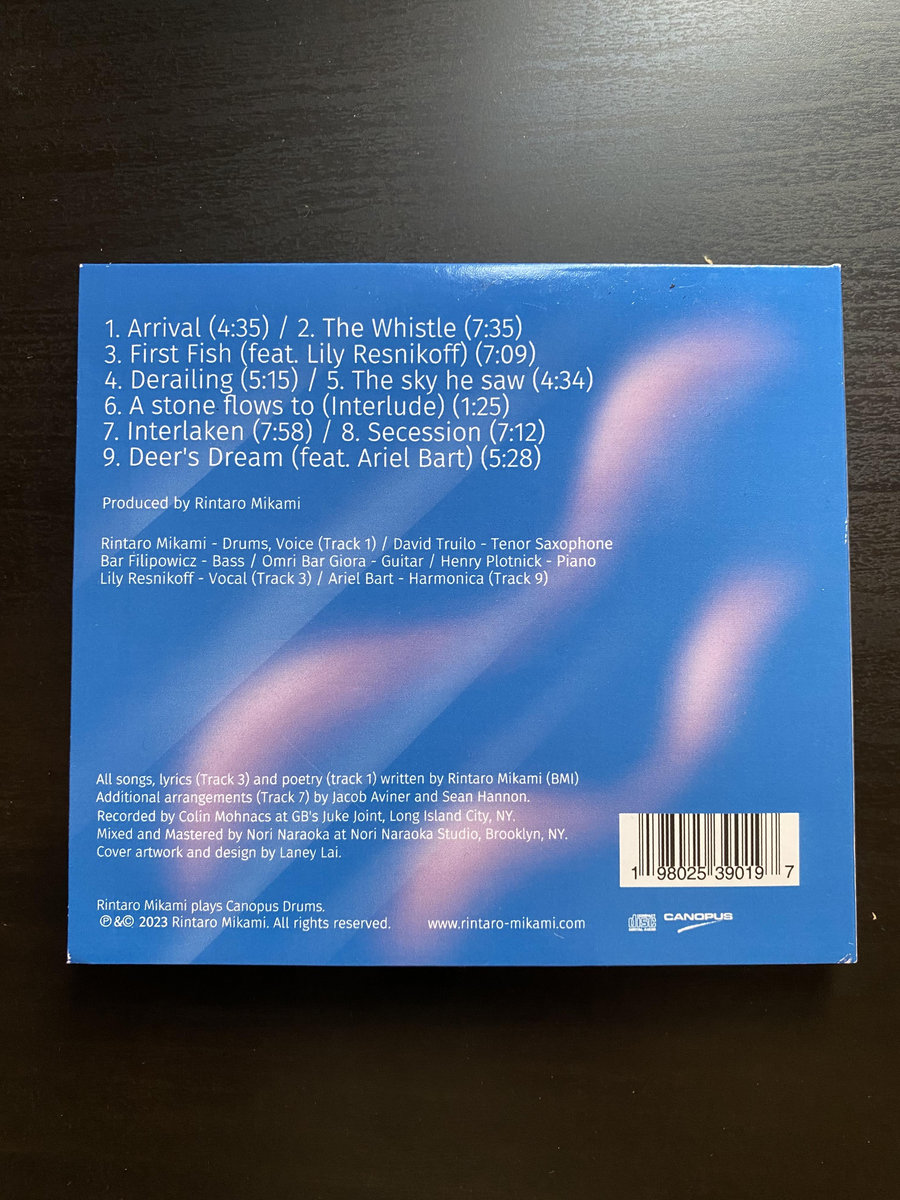 1. Arrival (4:35) / 2. The Whistle (7:35)
3. First Fish (feat. Lily Resnikoff) (7:09)
4. Derailing (5:15) / 5. The sky he saw (4:34)
6. A stone flows to (Interlude) (1:25)
7. Interlaken (7:58) / 8. Secession (7:12)
9. Deer's Dream (feat. Ariel Bart) (5:28)
Produced by Rintaro Mikami
Rintaro Mikami - Drums, Voice (Track 1) / David Truilo - Tenor Saxophone
Bar Filipowicz - Bass / Omri Bar Giora - Guitar / Henry Plotnick - Piano
Lily Resnikoff - Vocal (Track 3) / Ariel Bart - Harmonica (Track 9)
All songs, lyrics (Track 3) and poetry (track 1) written by Rintaro Mikami (BMI)
Additional arrangements (Track 7) by Jacob Aviner and Sean Hannon.
Recorded by Colin Mohnacs at GB's Juke Joint, Long Island City, NY.
Mixed and Mastered by Nori Naraoka at Nori Naraoka Studio, Brooklyn, NY.
Cover artwork and design by Laney Lai.
1 98025 39019 7
Rintaro Mikami plays Canopus Drums.
℗&© 2023 Rintaro Mikami. All rights reserved. www.rintaro-mikami.com
disc
DIGITAL AUDIO
CANOPUS